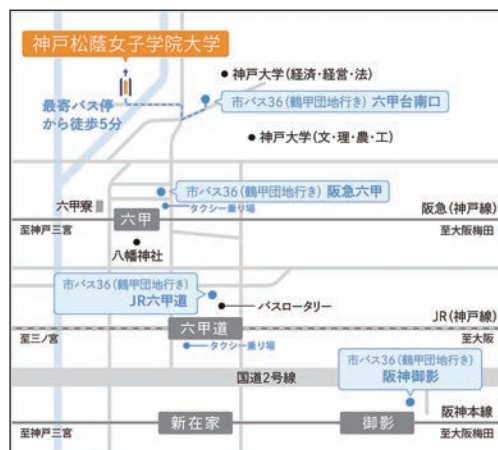 神戸松蔭女子学院大学
神戸大学(経済・経営・法)
市バス36(鶴甲団地行き) 六甲台南口
最寄バス停
から徒歩5分
神戸大学(文・理・農・工)
市バス36(鶴甲団地行き) 阪急六甲
六甲寮
タクシー乗り場
六甲
阪急(神戸線)
至神戸三宮
至大阪梅田
八幡神社
市バス36(鶴甲団地行き)
JR六甲道
バスロータリー
JR(神戸線)
六甲道
至三ノ宮
至大阪
タクシー乗り場
市バス36(鶴甲団地行き)
阪神御影
国道2号線
阪神本線
新在家
御影
至神戸三宮
至大阪梅田